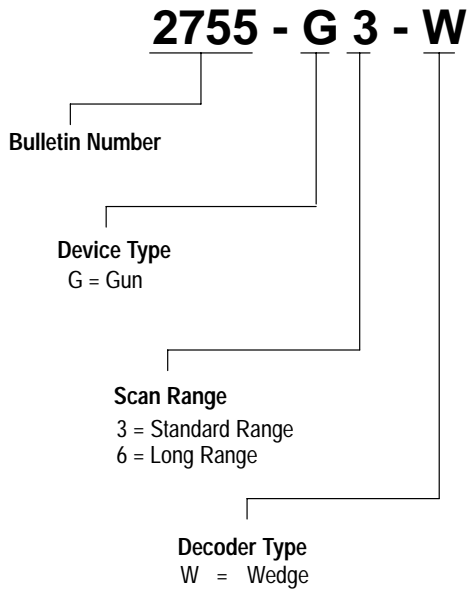 2755 - G 3 - W
Bulletin Number
Device Type
G = Gun
Scan Range
3 = Standard Range
6 = Long Range
Decoder Type
W = Wedge